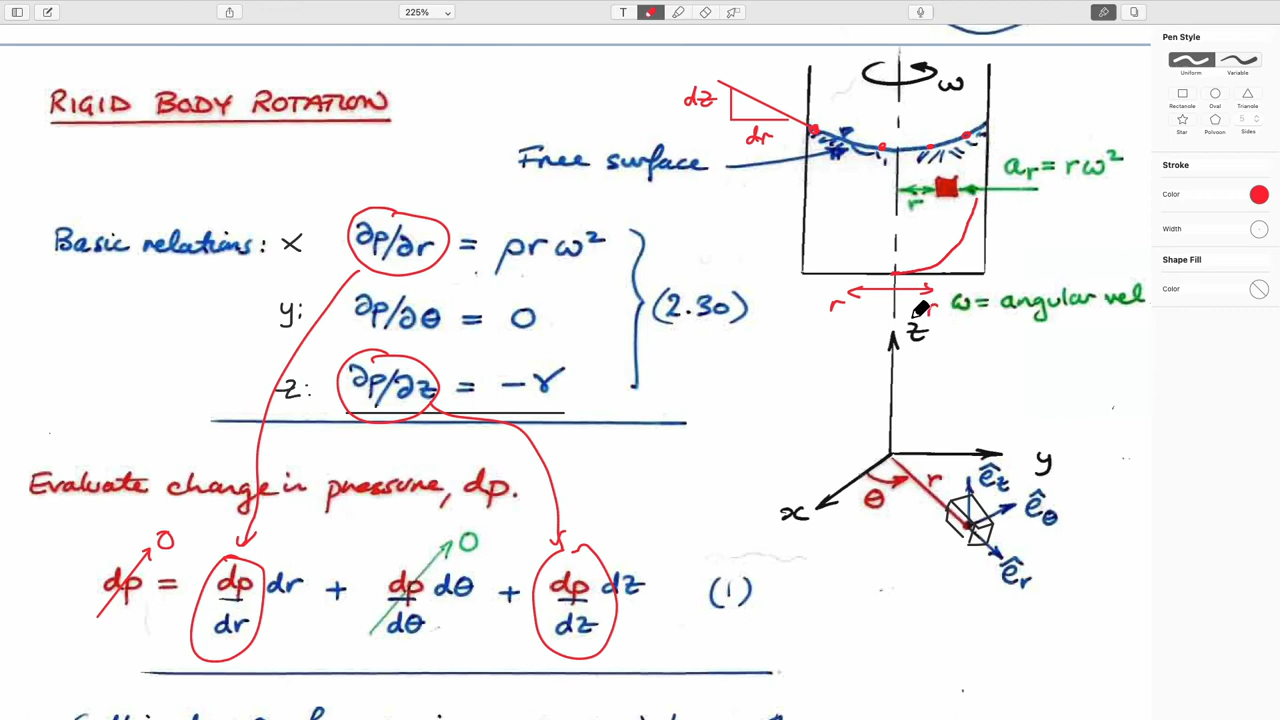 225%
T
Pen Style
Uniform
Variable
Rectangle
Oval
Triangle
Star
Polygon
5
Sides
Stroke
Color
Width
Shape Fill
Color
RIGID BODY ROTATION
ω
dz
dr
Free surface
aᵣ = rω²
r
Basic relations: x ∂p/∂r = ρrω²
y: ∂p/∂θ = 0
z: ∂p/∂z = -γ
(2.30)
r r
ω = angular vel
z
y
x
θ
r
ê_z
ê_θ
ê_r
Evaluate change in pressure, dp.
0 0
dp = dp/dr dr + dp/dθ dθ + dp/dz dz (1)